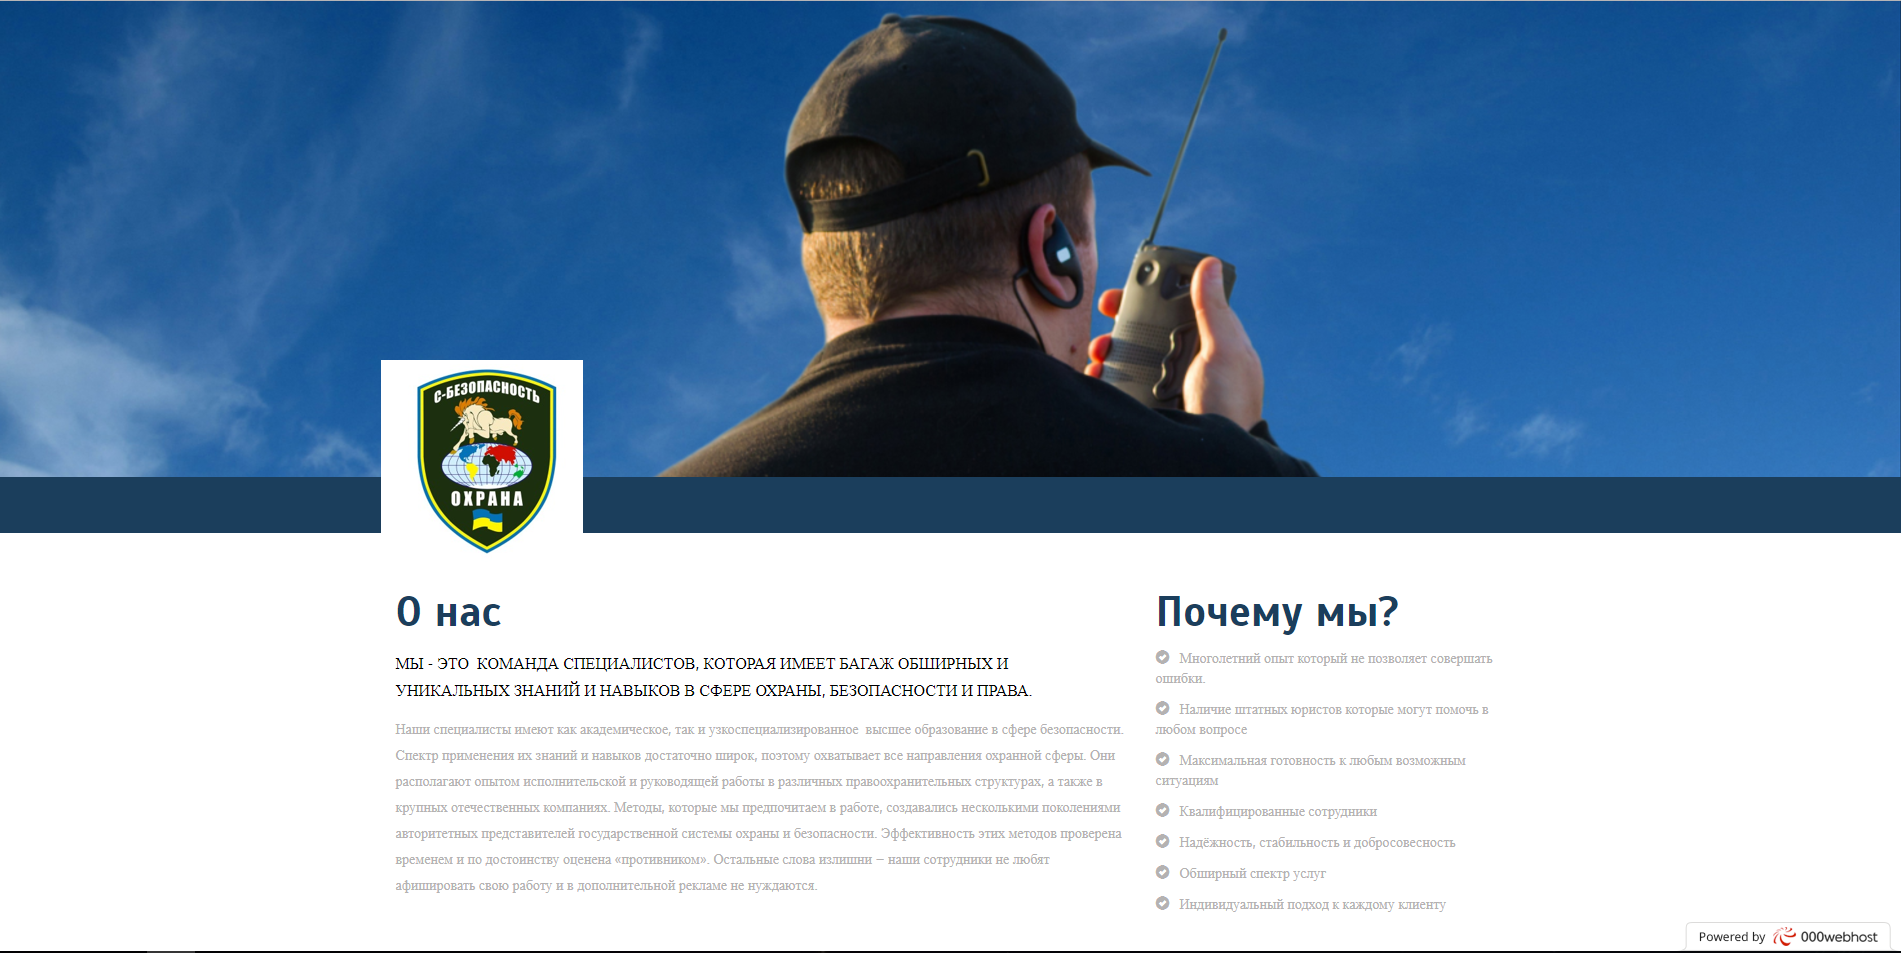 С-БЕЗОПАСНОСТЬ
ОХРАНА
О нас
МЫ - ЭТО  КОМАНДА СПЕЦИАЛИСТОВ, КОТОРАЯ ИМЕЕТ БАГАЖ ОБШИРНЫХ И
УНИКАЛЬНЫХ ЗНАНИЙ И НАВЫКОВ В СФЕРЕ ОХРАНЫ, БЕЗОПАСНОСТИ И ПРАВА.
Наши специалисты имеют как академическое, так и узкоспециализированное  высшее образование в сфере безопасности.
Спектр применения их знаний и навыков достаточно широк, поэтому охватывает все направления охранной сферы. Они
располагают опытом исполнительской и руководящей работы в различных правоохранительных структурах, а также в
крупных отечественных компаниях. Методы, которые мы предпочитаем в работе, создавались несколькими поколениями
авторитетных представителей государственной системы охраны и безопасности. Эффективность этих методов проверена
временем и по достоинству оценена «противником». Остальные слова излишни – наши сотрудники не любят
афишировать свою работу и в дополнительной рекламе не нуждаются.
Почему мы?
Многолетний опыт который не позволяет совершать
ошибки.
Наличие штатных юристов которые могут помочь в
любом вопросе
Максимальная готовность к любым возможным
ситуациям
Квалифицированные сотрудники
Надёжность, стабильность и добросовесность
Обширный спектр услуг
Индивидуальный подход к каждому клиенту
Powered by 000webhost